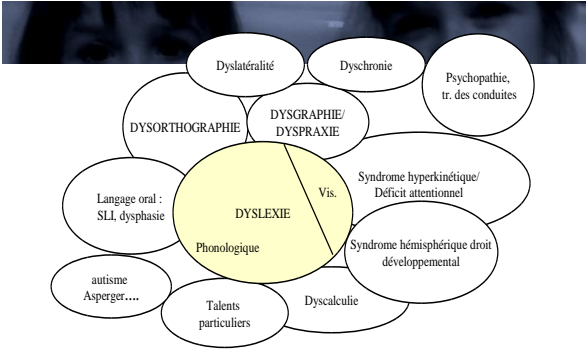 Dyslatéralité
Dyschronie
Psychopathie,
tr. des conduites
DYSORTHOGRAPHIE
DYSGRAPHIE/
DYSPRAXIE
Syndrome hyperkinétique/
Déficit attentionnel
Langage oral :
SLI, dysphasie
DYSLEXIE
Vis.
Phonologique
Syndrome hémisphérique droit
développemental
autisme
Asperger....
Talents
particuliers
Dyscalculie